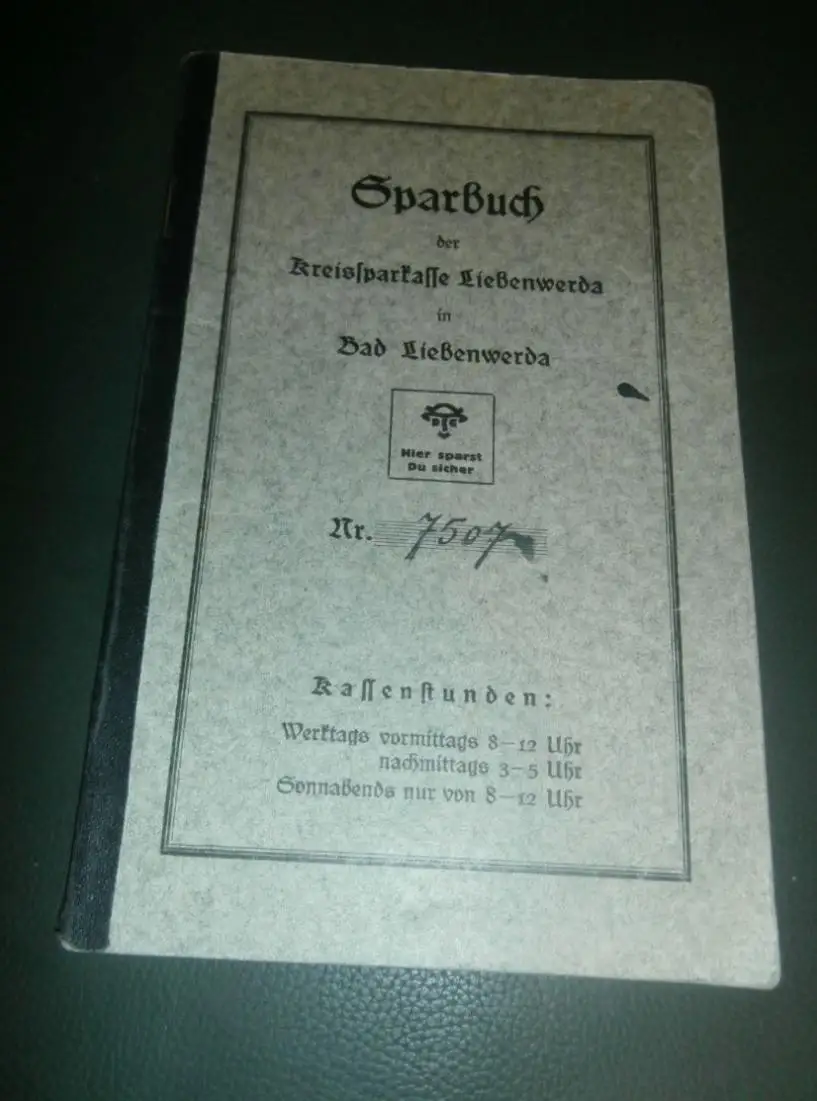 Sparbuch
der
Kreissparkasse Liebenwerda
in
Bad Liebenwerda
Hier sparst
Du sicher
Nr. 7507
Kassenstunden:
Werktags vormittags 8–12 Uhr
nachmittags 3–5 Uhr
Sonnabends nur von 8–12 Uhr